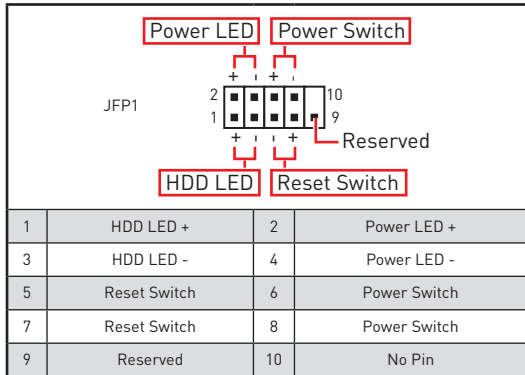 Power LED Power Switch
+ - + -
2 10
JFP1
1 9
+ - - +
Reserved
HDD LED Reset Switch
1 HDD LED + 2 Power LED +
3 HDD LED - 4 Power LED -
5 Reset Switch 6 Power Switch
7 Reset Switch 8 Power Switch
9 Reserved 10 No Pin